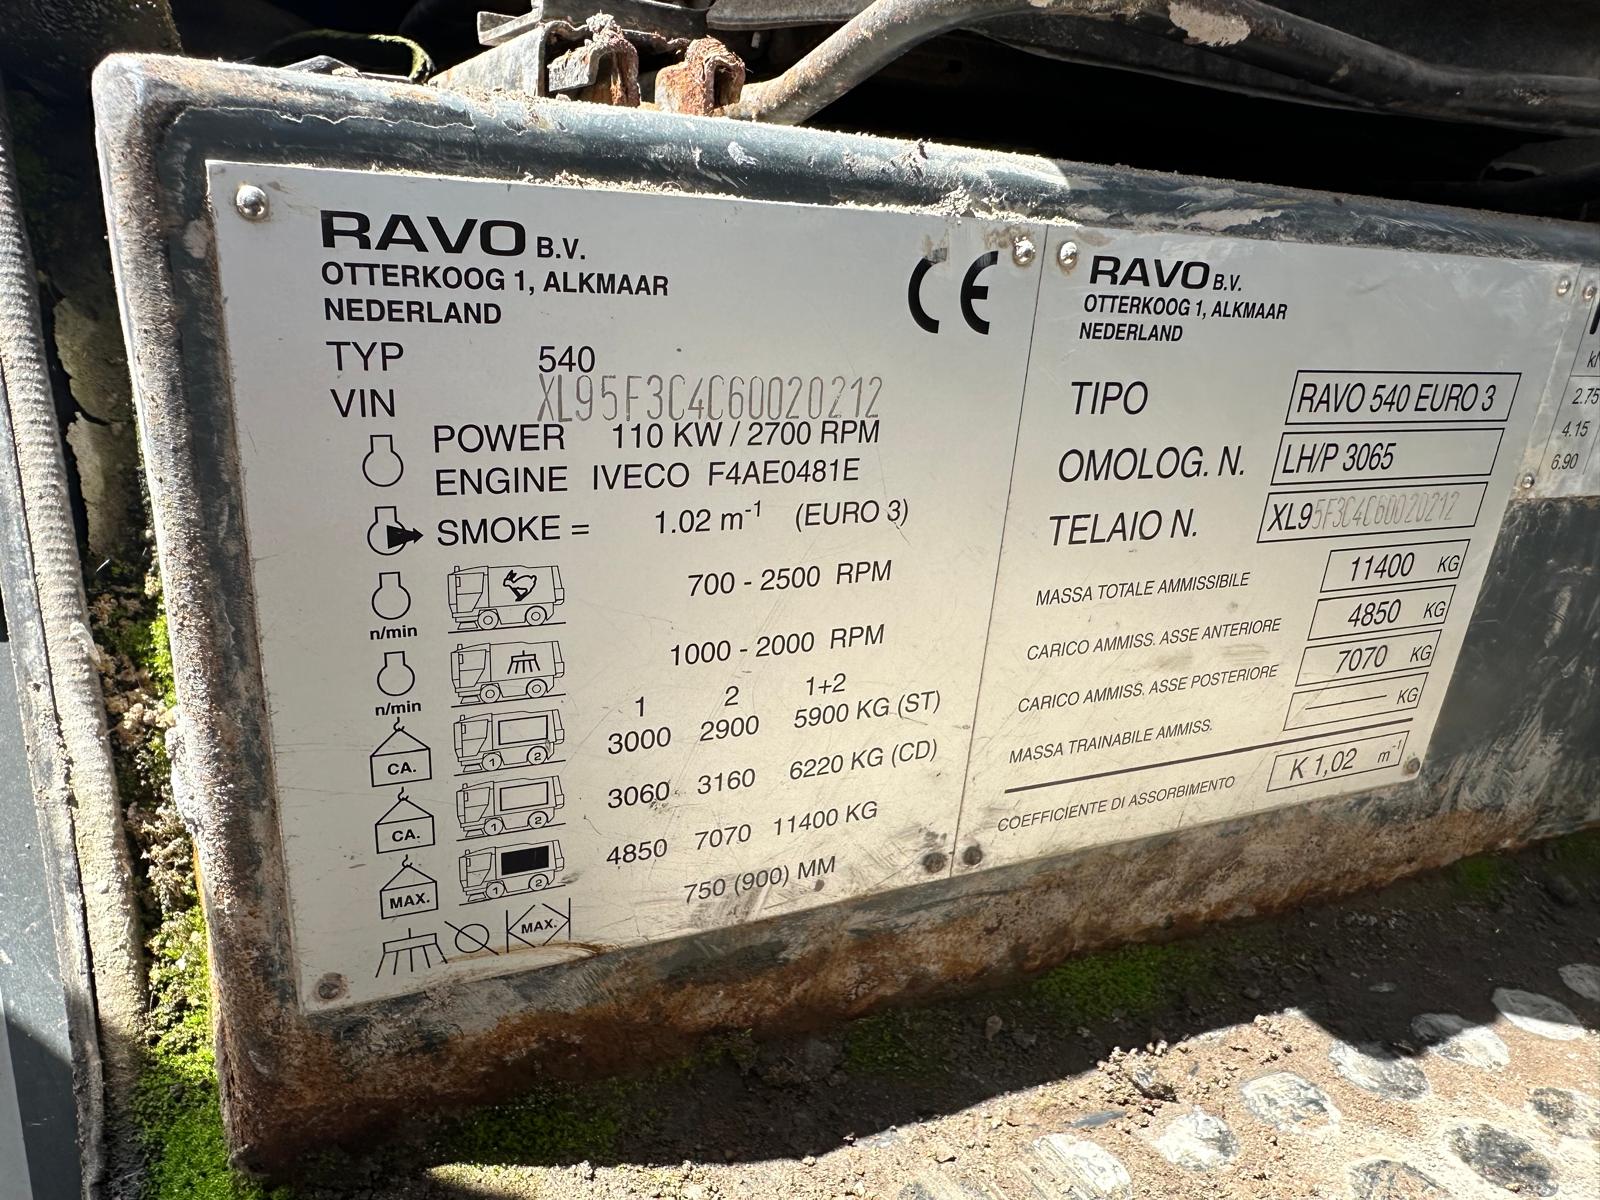 RAVO B.V.
OTTERKOOG 1, ALKMAAR
NEDERLAND
CE
TYP 540
VIN XL95F3C4C60020212
POWER 110 KW / 2700 RPM
ENGINE IVECO F4AE0481E
SMOKE = 1.02 m-1 (EURO 3)
700 - 2500 RPM
n/min
1000 - 2000 RPM
n/min
1 2 1+2
CA. 1 2 3000 2900 5900 KG (ST)
CA. 1 2 3060 3160 6220 KG (CD)
MAX. 1 2 4850 7070 11400 KG
MAX. 750 (900) MM
RAVO B.V.
OTTERKOOG 1, ALKMAAR
NEDERLAND
TIPO RAVO 540 EURO 3
OMOLOG. N. LH/P 3065
TELAIO N. XL95F3C4C60020212
MASSA TOTALE AMMISSIBILE 11400 KG
CARICO AMMISS. ASSE ANTERIORE 4850 KG
CARICO AMMISS. ASSE POSTERIORE 7070 KG
MASSA TRAINABILE AMMISS. —— KG
COEFFICIENTE DI ASSORBIMENTO K 1,02 m-1
2.75
4.15
6.90